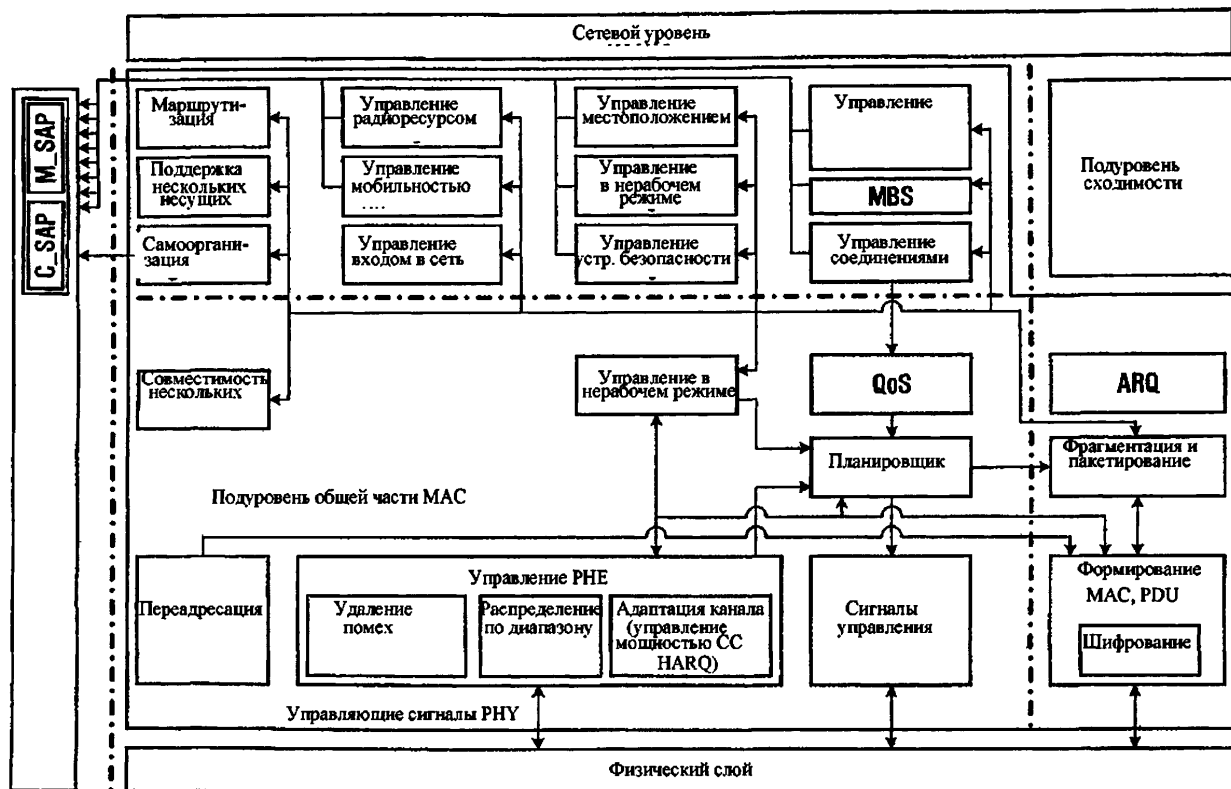 Сетевой уровень
M_SAP
C_SAP
Маршрути-
зация
Поддержка
нескольких
несущих
Самооргани-
зация
Управление
радиоресурсом
Управление
мобильностью
....
Управление
входом в сеть
Управление
местоположением
Управление
в нерабочем
режиме
Управление
устр. безопасности
Управление
MBS
Управление
соединениями
Подуровень
сходимости
Совместимость
нескольких
Управление в
нерабочем режиме
QoS
ARQ
Планировщик
Фрагментация и
пакетирование
Подуровень общей части MAC
Переадресация
Управление PHE
Удаление
помех
Распределение
по диапазону
Адаптация канала
(управление
мощностью CC
HARQ)
Сигналы
управления
Формирование
MAC, PDU
Шифрование
Управляющие сигналы PHY
Физический слой